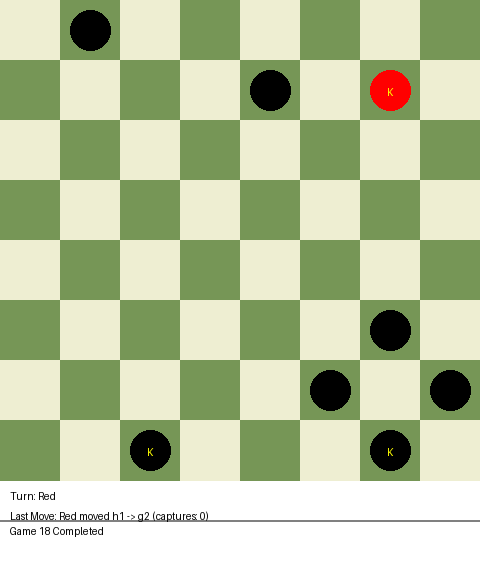 K
K
K
Turn: Red
Last Move: Red moved h1 -> g2 (captures: 0)
Game 18 Completed